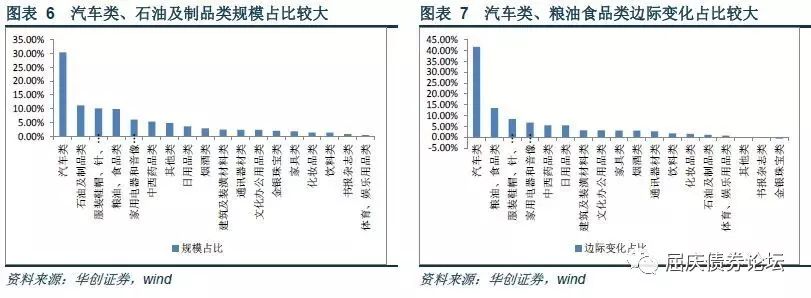 图表 6 汽车类、石油及制品类规模占比较大
35.00%
30.00%
25.00%
20.00%
15.00%
10.00%
5.00%
0.00%
汽车类
石油及制品类
服装鞋帽、针、…
粮油、食品类
家用电器和音像…
中西药品类
其他类
日用品类
烟酒类
建筑及装潢材料类
通讯器材类
文化办公用品类
金银珠宝类
家具类
化妆品类
饮料类
书报杂志类
体育、娱乐用品类
规模占比
资料来源：华创证券，wind
图表 7 汽车类、粮油食品类边际变化占比较大
45.00%
40.00%
35.00%
30.00%
25.00%
20.00%
15.00%
10.00%
5.00%
0.00%
-5.00%
汽车类
粮油、食品类
服装鞋帽、针、…
家用电器和音像…
中西药品类
日用品类
建筑及装潢材料类
文化办公用品类
其他类
家具类
烟酒类
通讯器材类
饮料类
化妆品类
石油及制品类
体育、娱乐用品类
书报杂志类
金银珠宝类
边际变化占比
资料来源：华创证券，wind
屈庆债券论坛